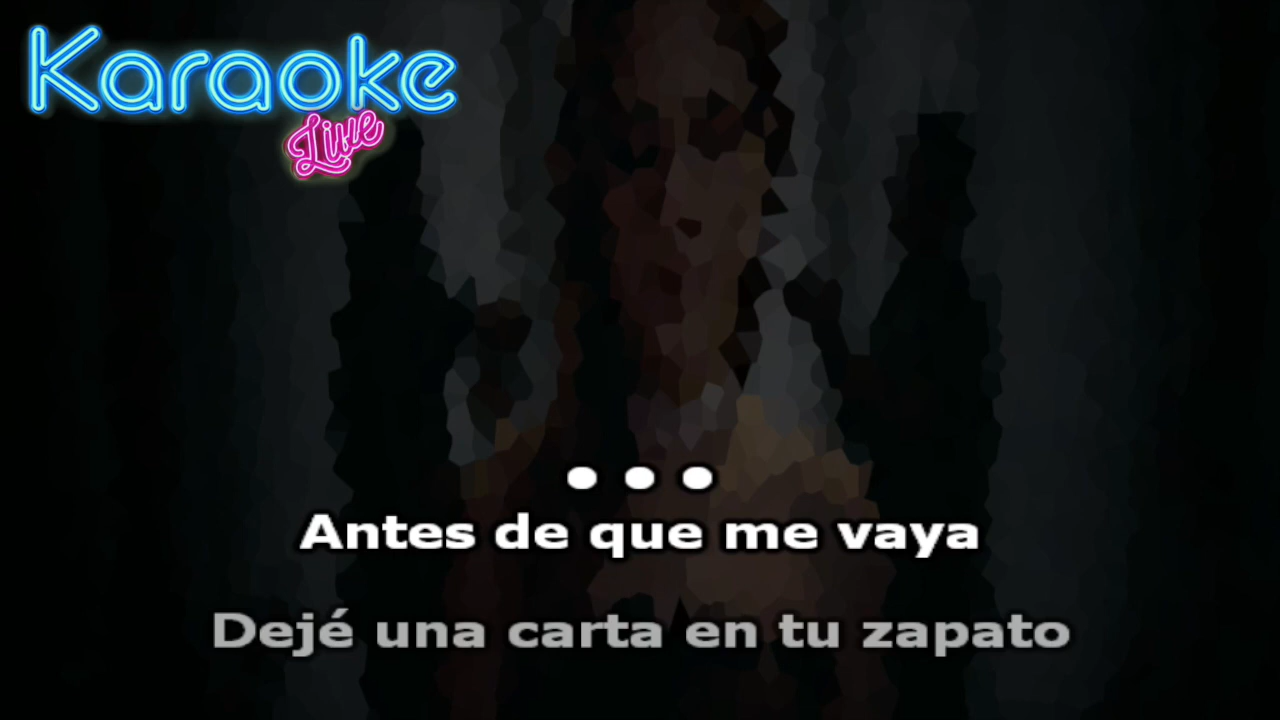 Karaoke
Live
● ● ●
Antes de que me vaya
Dejé una carta en tu zapato